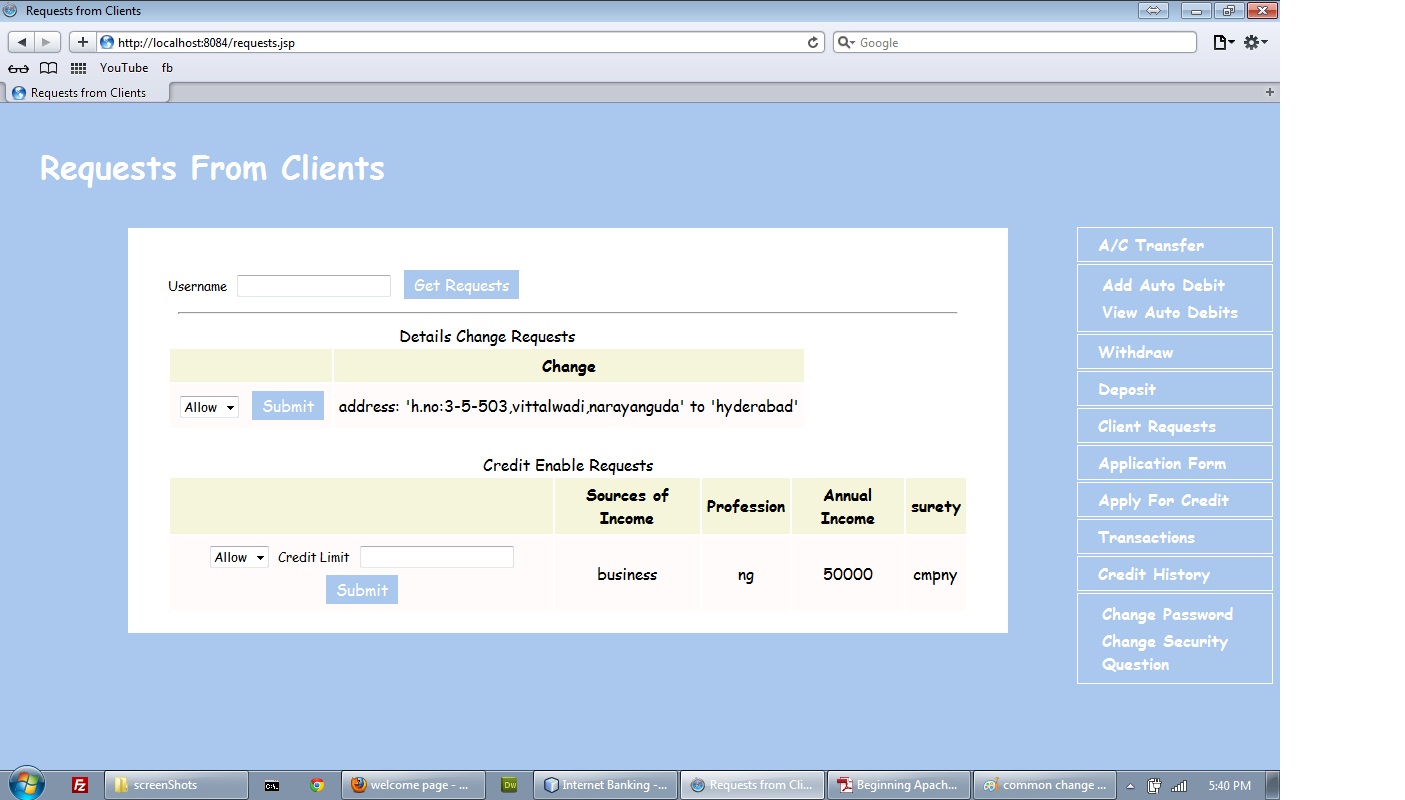 Requests from Clients
http://localhost:8084/requests.jsp
Google
YouTube fb
Requests from Clients
Requests From Clients
Username Get Requests
Details Change Requests
Change
Allow Submit address: 'h.no:3-5-503,vittalwadi,narayanguda' to 'hyderabad'
Credit Enable Requests
Sources of Income Profession Annual Income surety
Allow Credit Limit Submit business ng 50000 cmpny
A/C Transfer
Add Auto Debit
View Auto Debits
Withdraw
Deposit
Client Requests
Application Form
Apply For Credit
Transactions
Credit History
Change Password
Change Security
Question
screenShots welcome page - ... Dw Internet Banking -... Requests from Cli... Beginning Apach... common change ... 5:40 PM